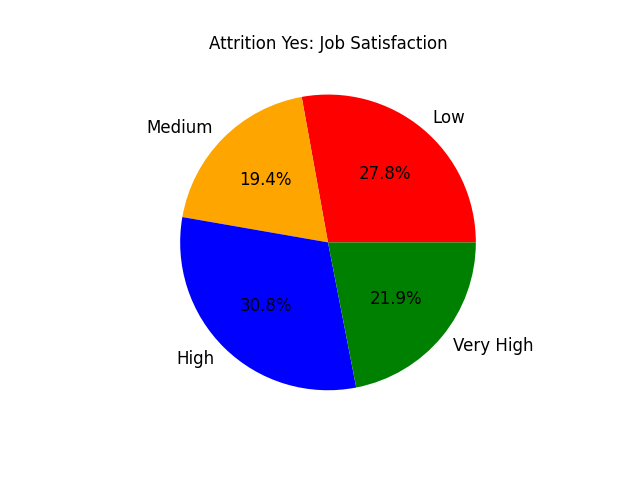 Attrition Yes: Job Satisfaction
Low
Medium
27.8%
19.4%
21.9%
30.8%
Very High
High